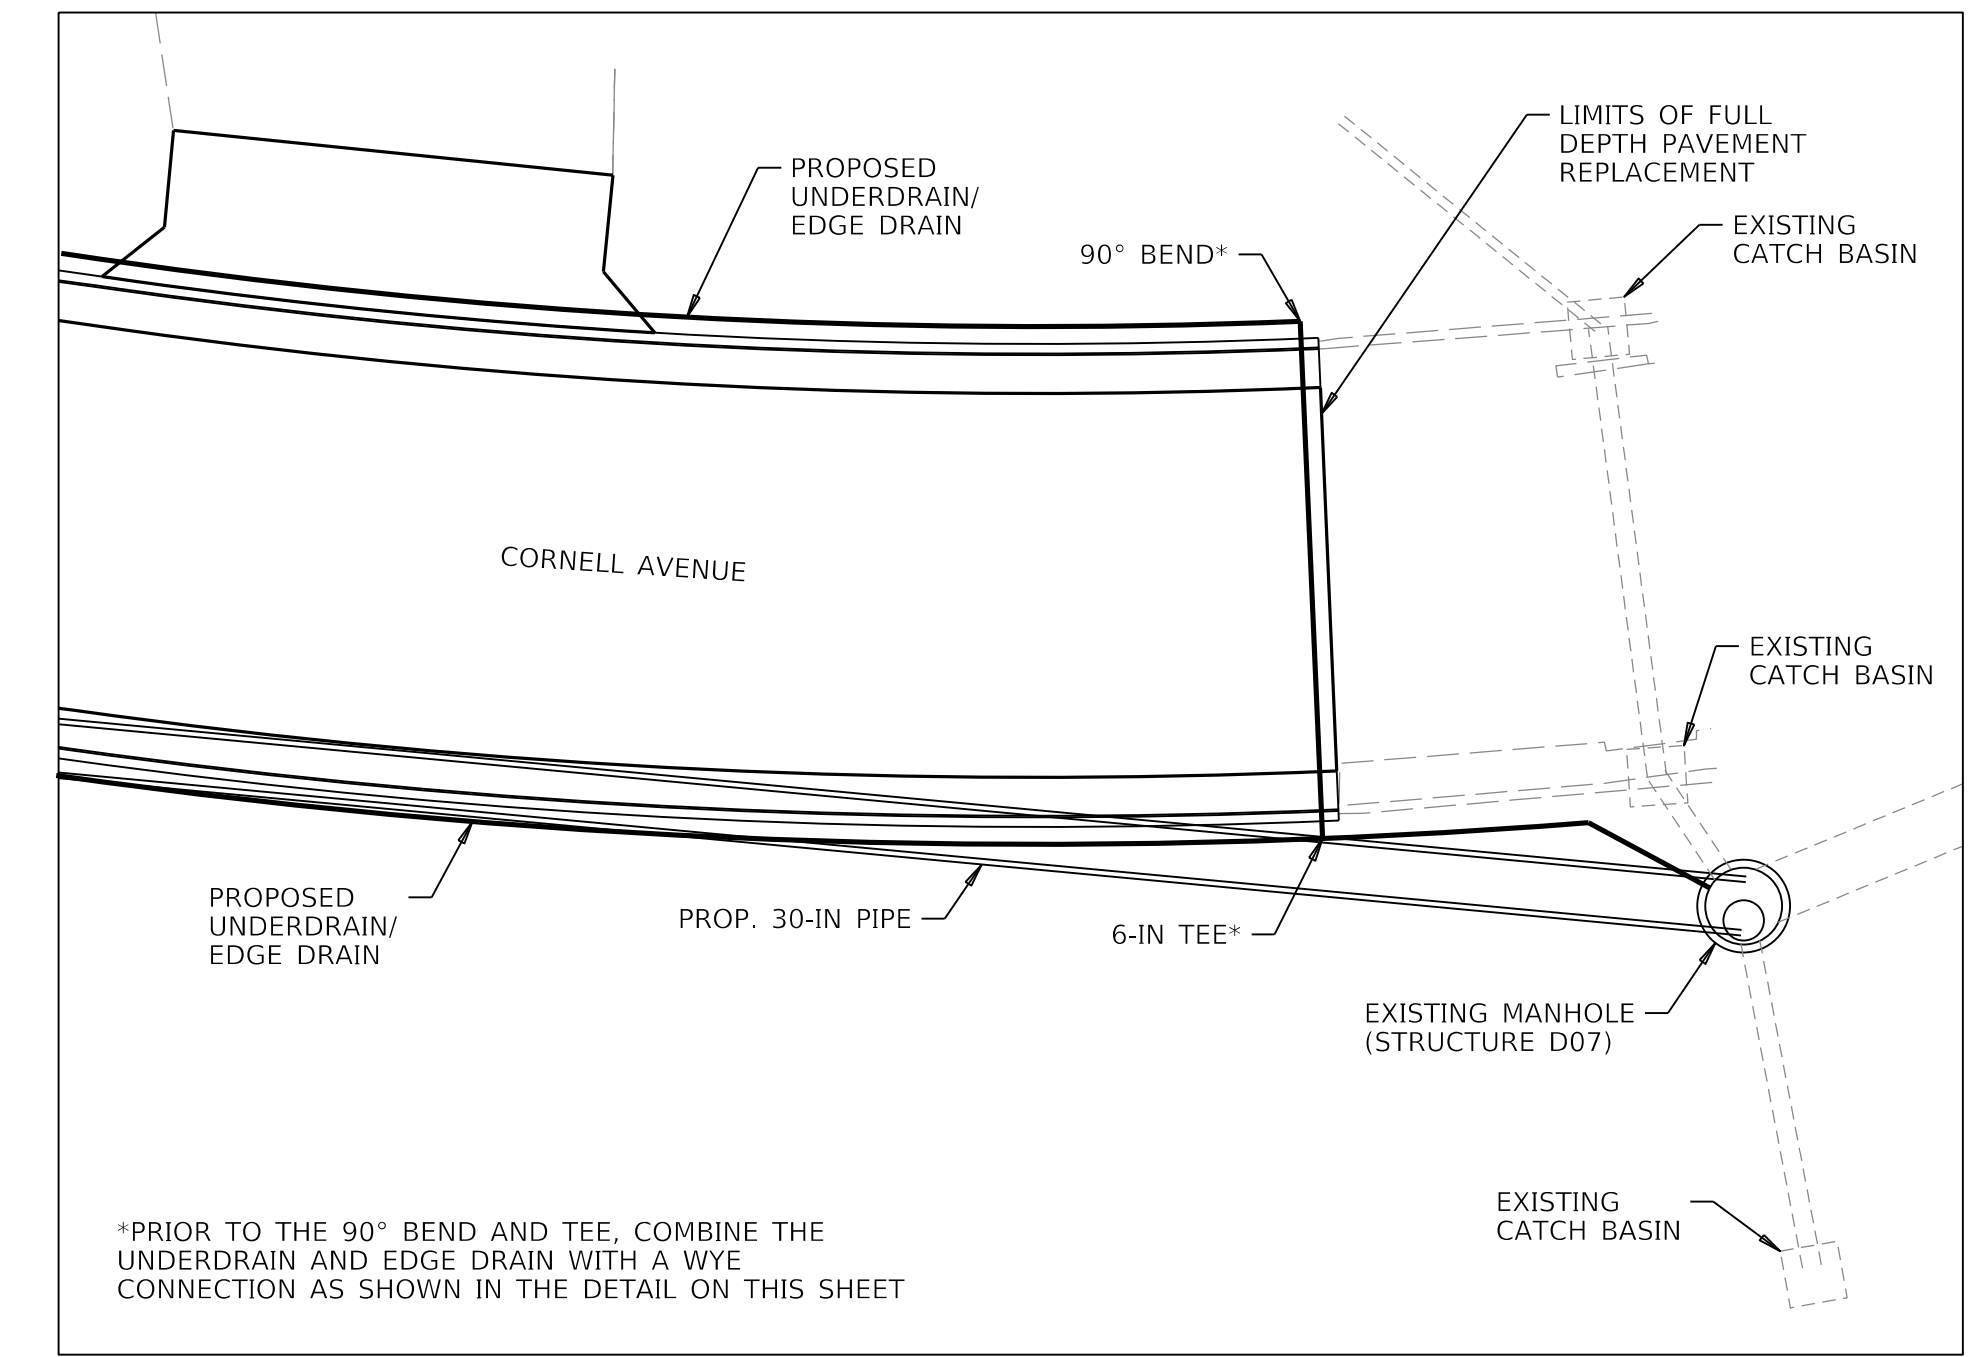 LIMITS OF FULL
DEPTH PAVEMENT
REPLACEMENT
PROPOSED
UNDERDRAIN/
EDGE DRAIN
90° BEND*
EXISTING
CATCH BASIN
CORNELL AVENUE
EXISTING
CATCH BASIN
PROPOSED
UNDERDRAIN/
EDGE DRAIN
PROP. 30-IN PIPE
6-IN TEE*
EXISTING MANHOLE
(STRUCTURE D07)
EXISTING
CATCH BASIN
*PRIOR TO THE 90° BEND AND TEE, COMBINE THE
UNDERDRAIN AND EDGE DRAIN WITH A WYE
CONNECTION AS SHOWN IN THE DETAIL ON THIS SHEET